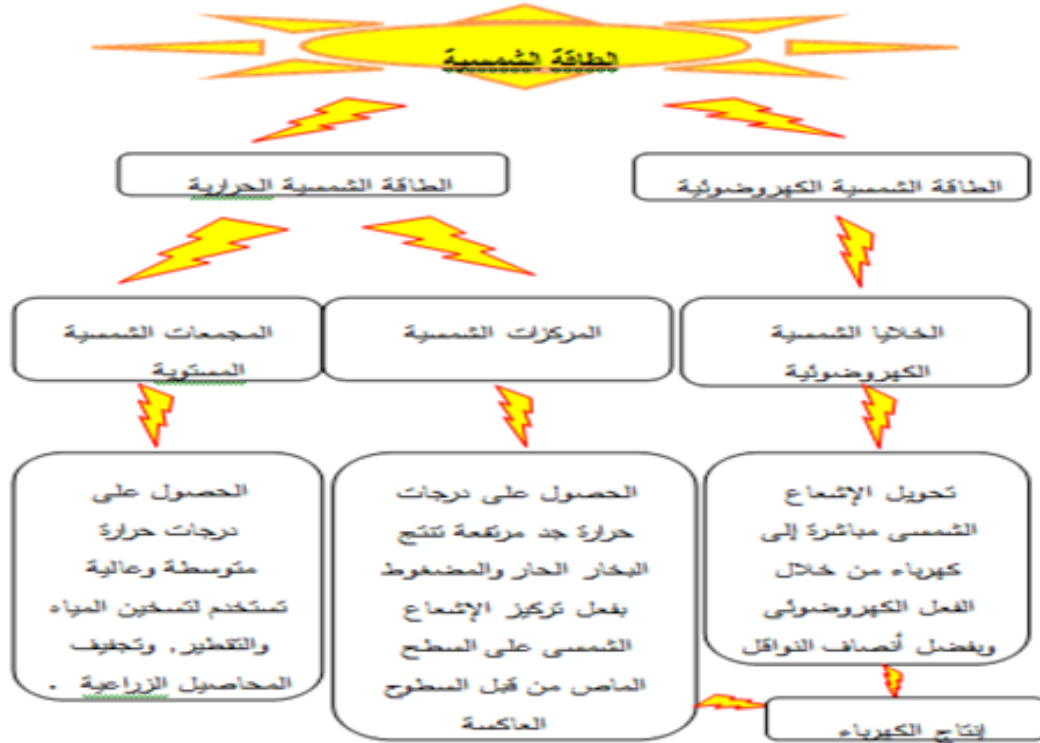 الطاقة الشمسية
الطاقة الشمسية الكهروضوئية
الطاقة الشمسية الحرارية
الخلايا الشمسية
الكهروضوئية
المركزات الشمسية
المجمعات الشمسية
المستوية
تحويل الإشعاع
الشمسي مباشرة إلى
كهرباء من خلال
الفعل الكهروضوئي
وبفضل أنصاف النواقل
الحصول على درجات
حرارة جد مرتفعة تنتج
البخار الحار والمضغوط
بفعل تركيز الإشعاع
الشمسي على السطح
الماص من قبل السطوح
العاكسة
الحصول على
درجات حرارة
متوسطة وعالية
تستخدم لتسخين المياه
والتقطير, وتجفيف
المحاصيل الزراعية .
إنتاج الكهرباء